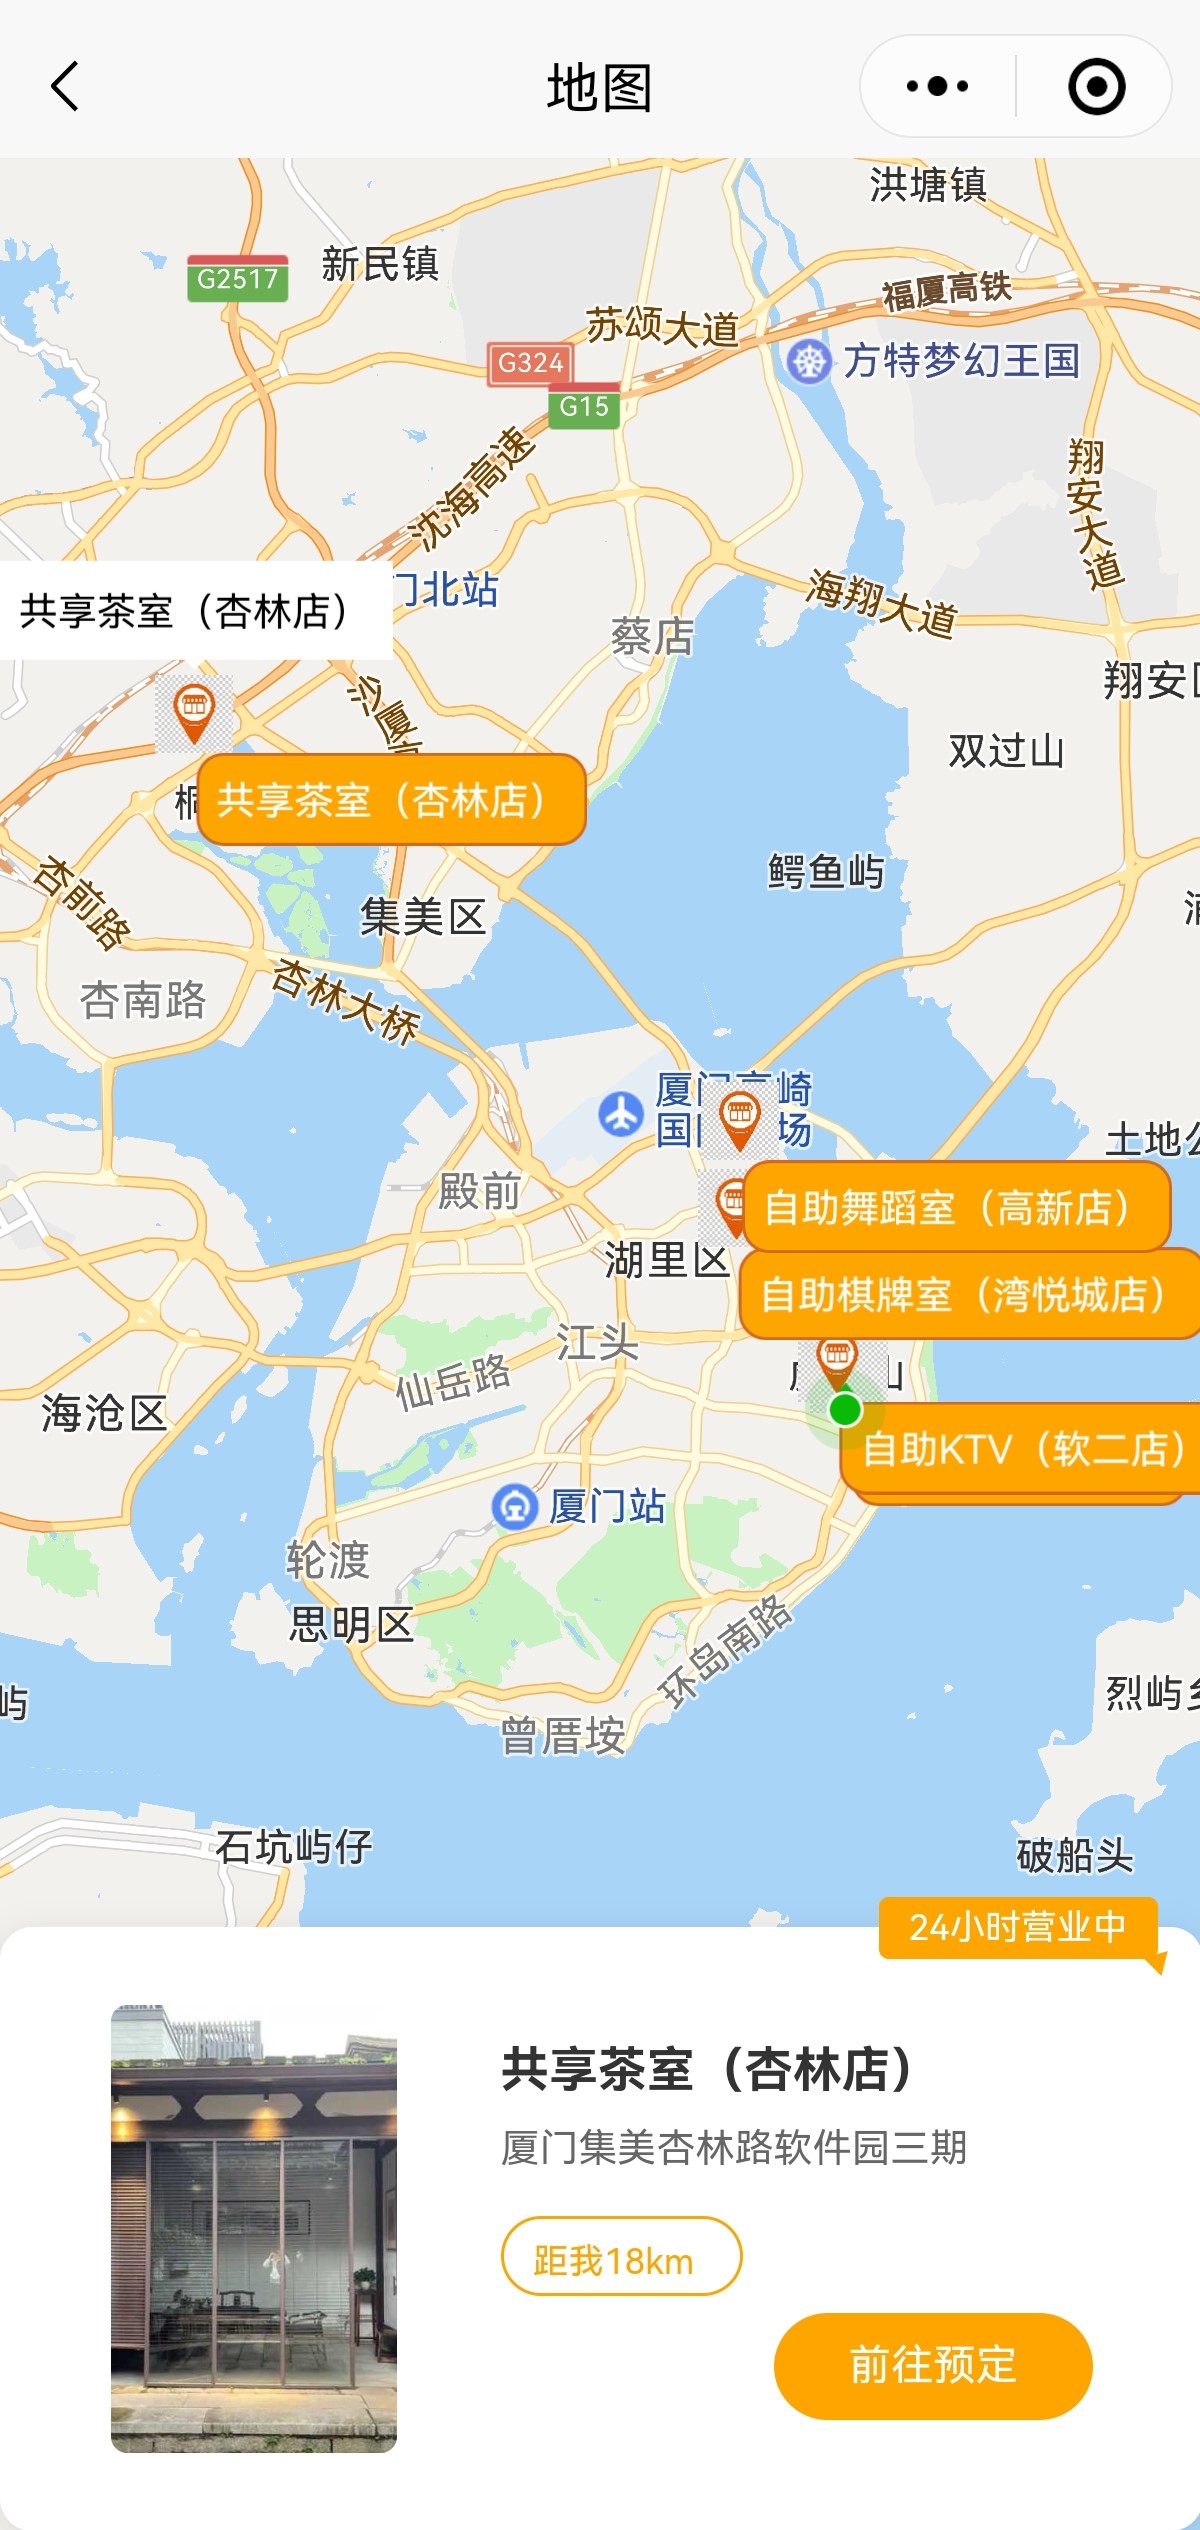 地图
洪塘镇
新民镇
G2517
福厦高铁
苏颂大道
G324
方特梦幻王国
G15
沈海高速
翔安大道
门北站
海翔大道
共享茶室（杏林店）
蔡店
翔安
沙厦
双过山
共享茶室（杏林店）
杏前路
鳄鱼屿
集美区
杏南路
杏林大桥
厦门高崎
国 场
土地
殿前
自助舞蹈室（高新店）
湖里区
自助棋牌室（湾悦城店）
江头
仙岳路
山
海沧区
自助KTV（软二店）
厦门站
轮渡
思明区
环岛南路
屿
烈屿
曾厝垵
石坑屿仔
破船头
24小时营业中
共享茶室（杏林店）
厦门集美杏林路软件园三期
距我18km
前往预定